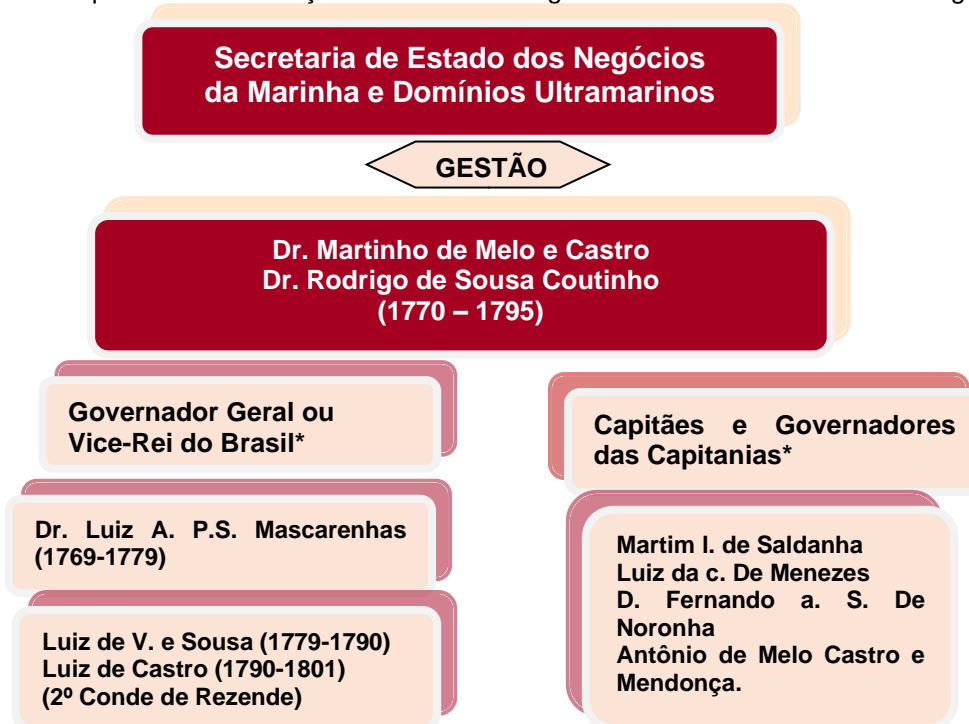 Secretaria de Estado dos Negócios
da Marinha e Domínios Ultramarinos
GESTÃO
Dr. Martinho de Melo e Castro
Dr. Rodrigo de Sousa Coutinho
(1770 – 1795)
Governador Geral ou
Vice-Rei do Brasil*
Dr. Luiz A. P.S. Mascarenhas
(1769-1779)
Luiz de V. e Sousa (1779-1790)
Luiz de Castro (1790-1801)
(2º Conde de Rezende)
Capitães e Governadores
das Capitanias*
Martim I. de Saldanha
Luiz da c. De Menezes
D. Fernando a. S. De
Noronha
Antônio de Melo Castro e
Mendonça.